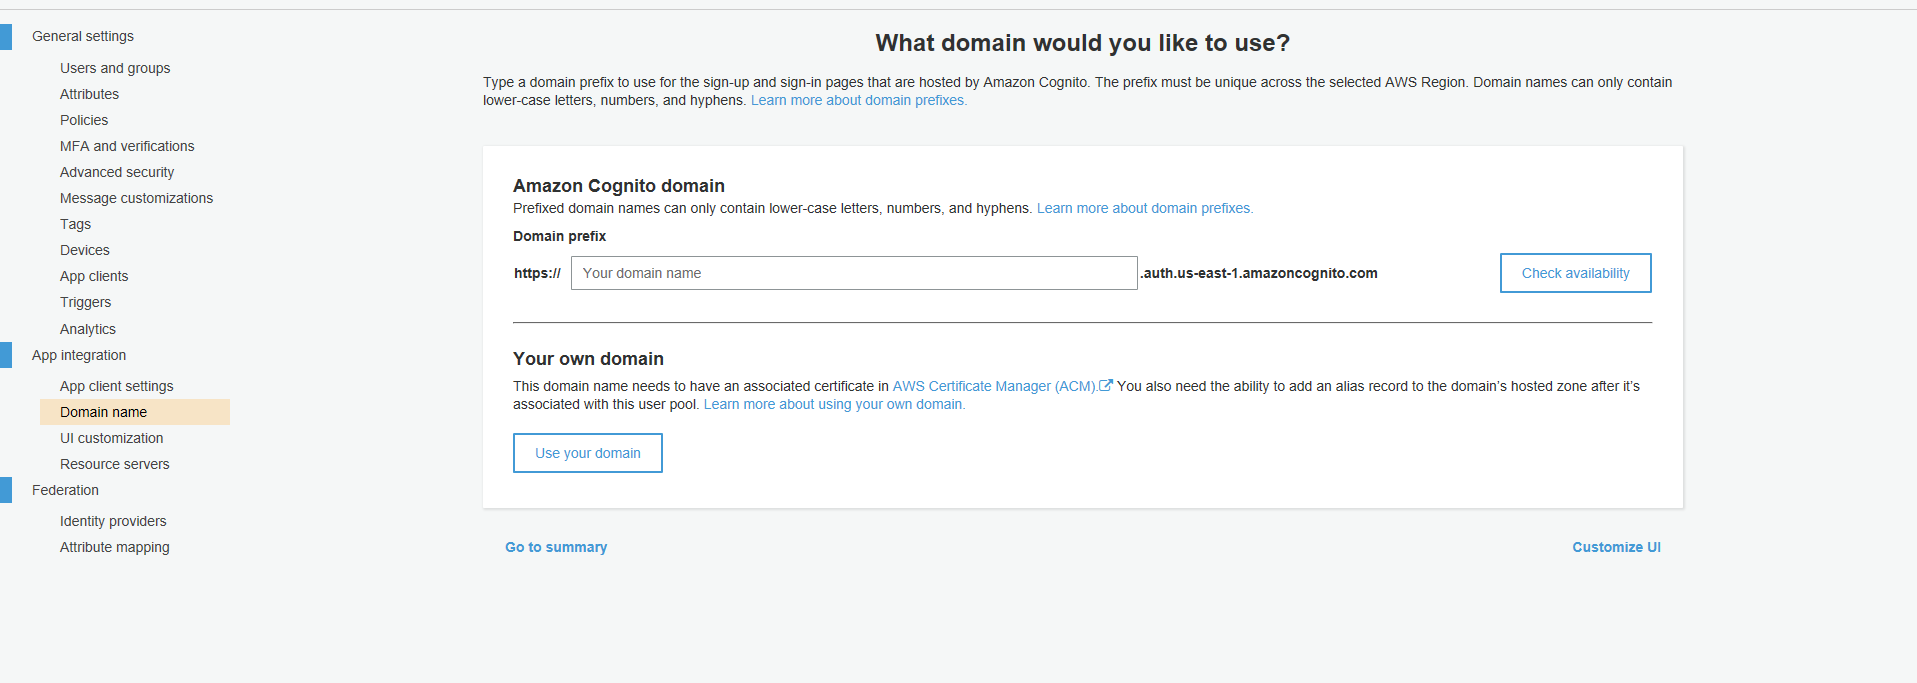 General settings
Users and groups
Attributes
Policies
MFA and verifications
Advanced security
Message customizations
Tags
Devices
App clients
Triggers
Analytics
App integration
App client settings
Domain name
UI customization
Resource servers
Federation
Identity providers
Attribute mapping
What domain would you like to use?
Type a domain prefix to use for the sign-up and sign-in pages that are hosted by Amazon Cognito. The prefix must be unique across the selected AWS Region. Domain names can only contain
lower-case letters, numbers, and hyphens. Learn more about domain prefixes.
Amazon Cognito domain
Prefixed domain names can only contain lower-case letters, numbers, and hyphens. Learn more about domain prefixes.
Domain prefix
https:// Your domain name .auth.us-east-1.amazoncognito.com Check availability
Your own domain
This domain name needs to have an associated certificate in AWS Certificate Manager (ACM). You also need the ability to add an alias record to the domain’s hosted zone after it’s
associated with this user pool. Learn more about using your own domain.
Use your domain
Go to summary Customize UI